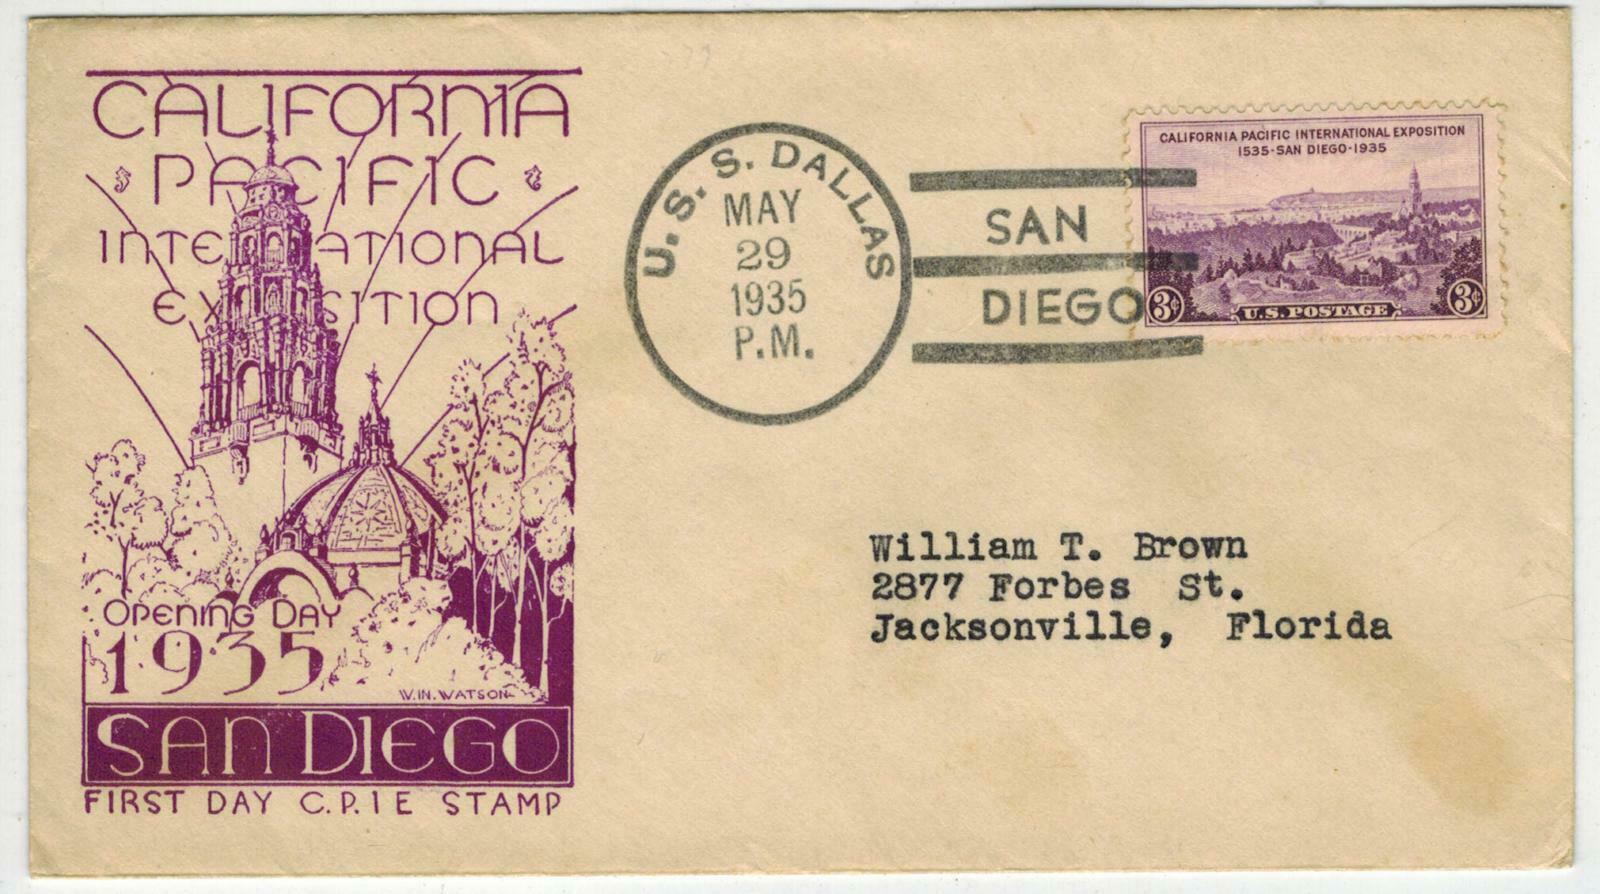 CALIFORNIA
PACIFIC
INTERNATIONAL
EXPOSITION
OPENING DAY
1935
W.IN.WATSON
SAN DIEGO
FIRST DAY C.P.I E STAMP
U.S.S. DALLAS
MAY
29
1935
P.M.
SAN
DIEGO
CALIFORNIA PACIFIC INTERNATIONAL EXPOSITION
1535-SAN DIEGO-1935
3¢ U.S. POSTAGE 3¢
William T. Brown
2877 Forbes St.
Jacksonville, Florida